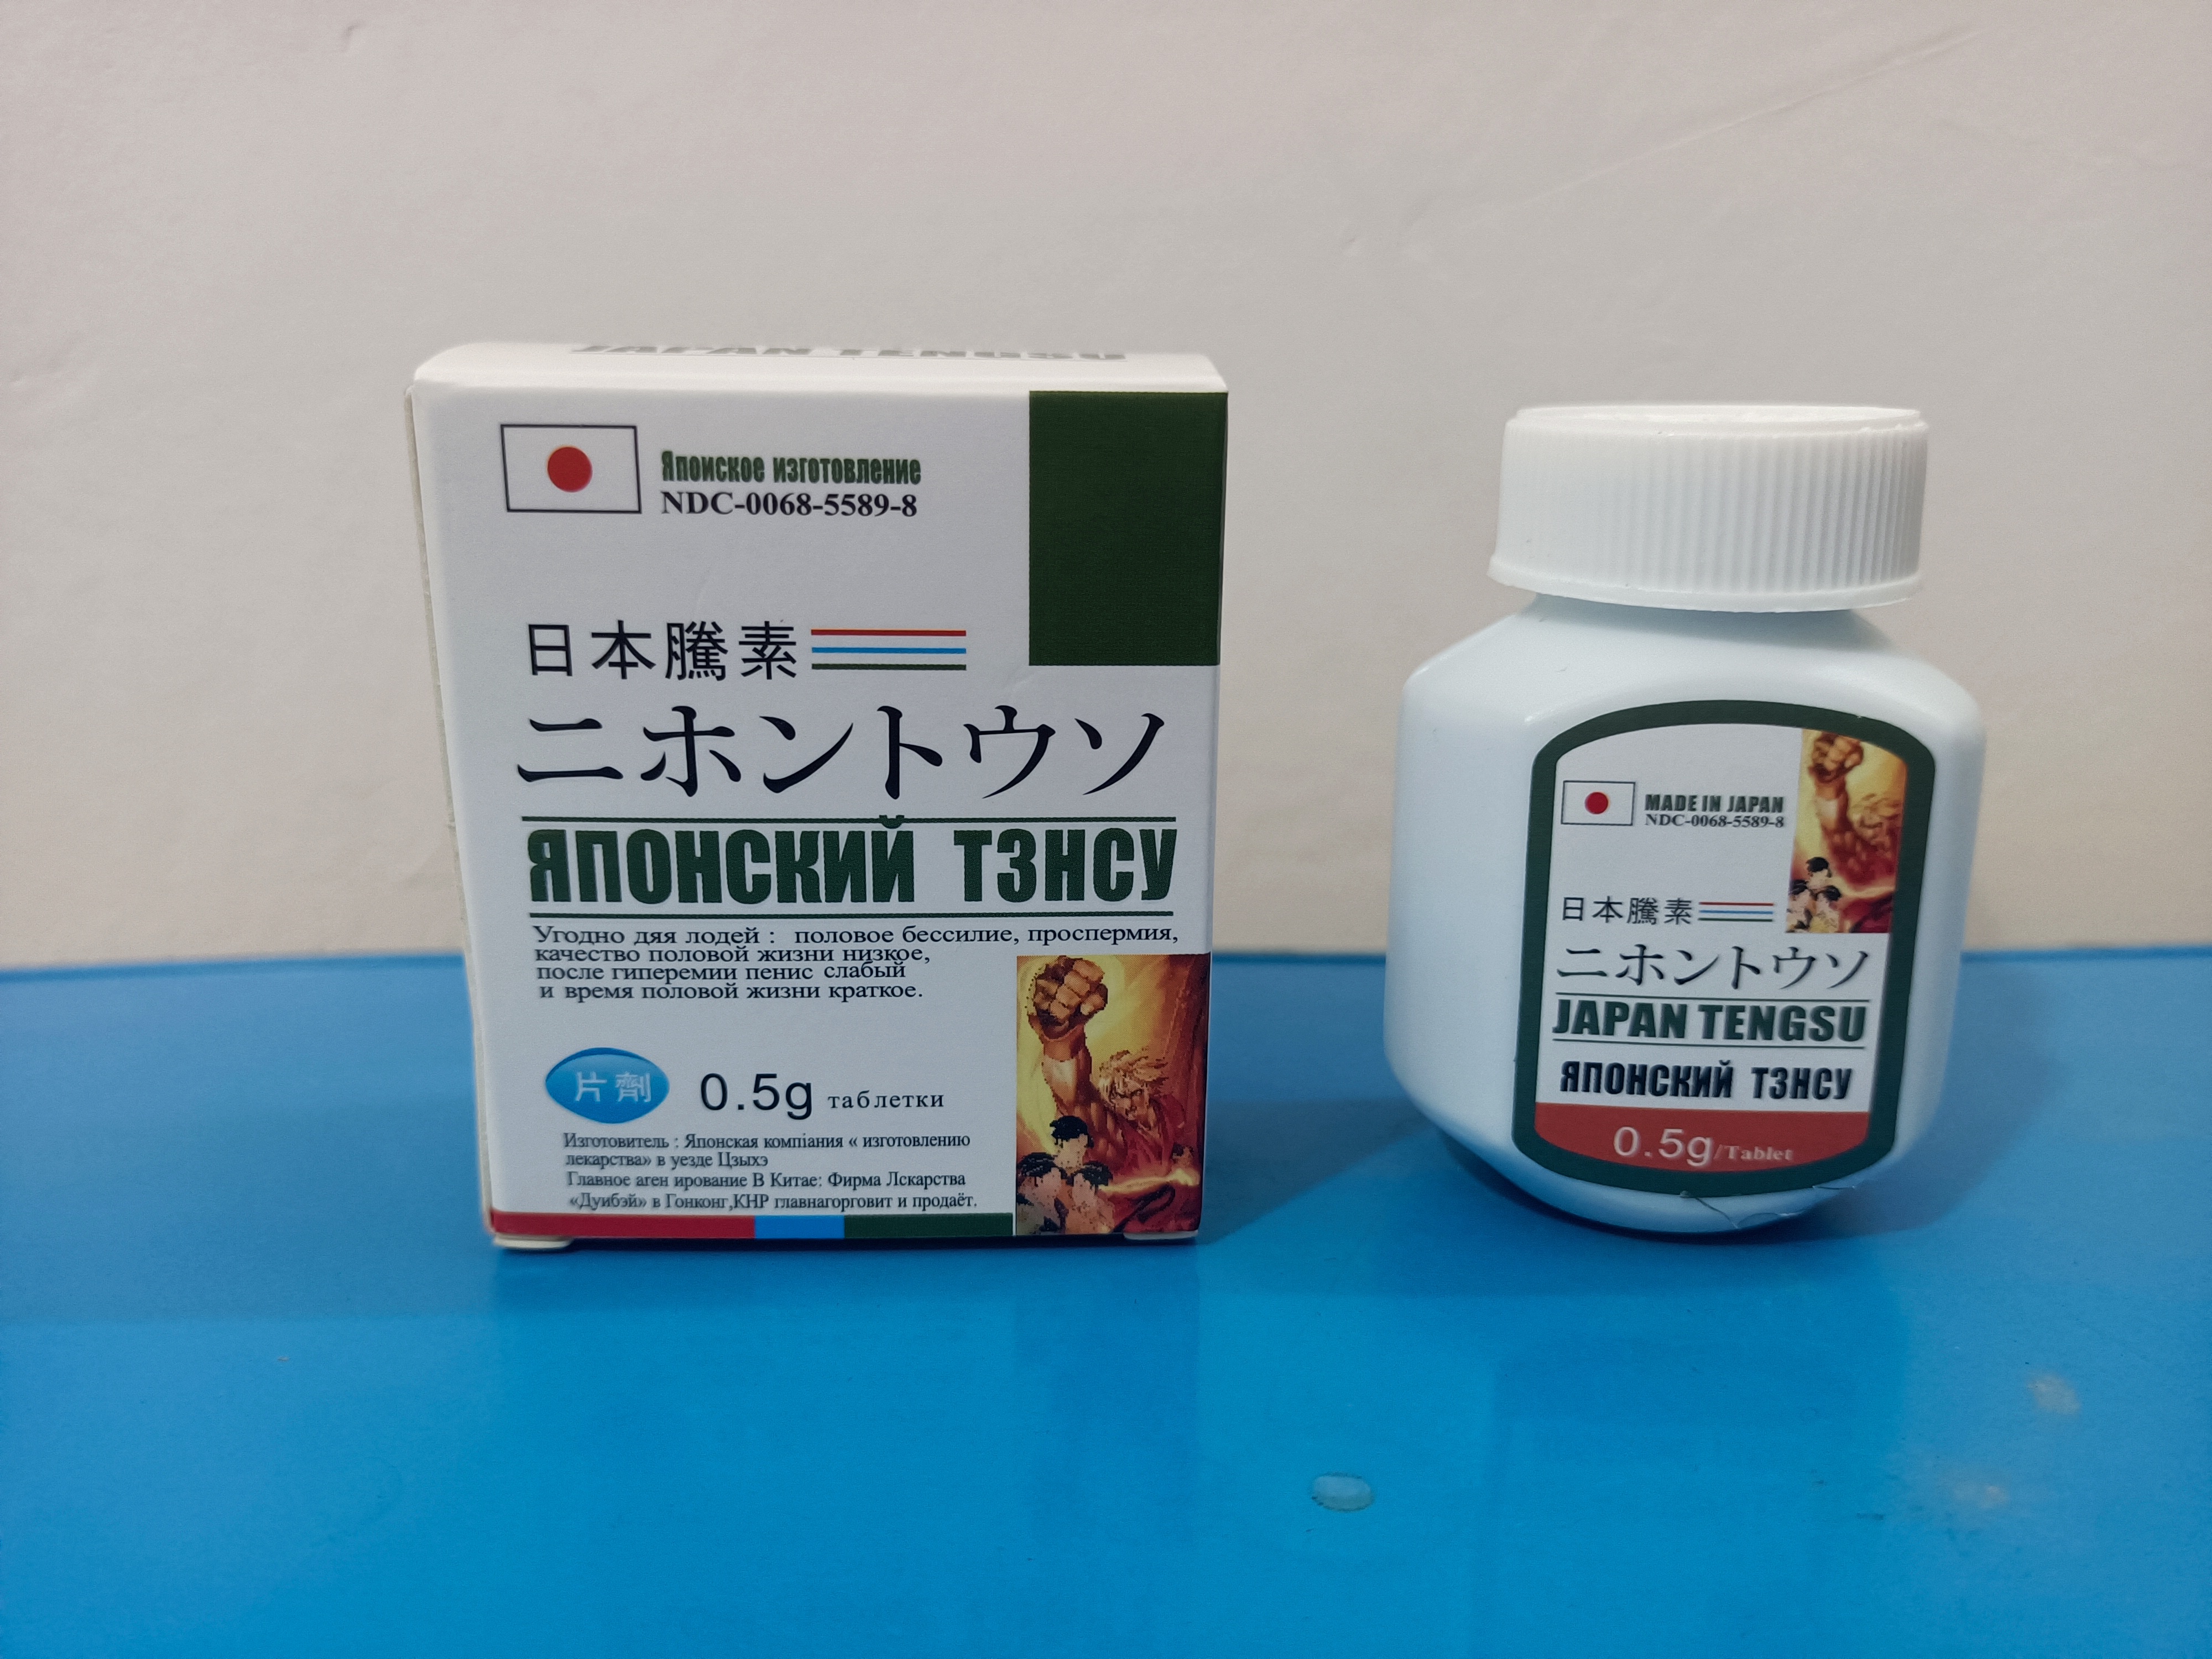 JAPAN TENGSU
Японское изготовление
NDC-0068-5589-8
日本騰素
ニホントウソ
ЯПОНСКИЙ ТЗНСУ
Угодно дяя лодей : половое бессилие, проспермия,
качество половой жизни низкое,
после гиперемии пенис слабый
и время половой жизни краткое.
片劑 0.5g таблетки
Изготовитель : Японская компiания « изготовлению
лекарства» в уезде Цзыхэ
Главное аген ирование В Китае: Фирма Лскарства
«Дуибэй» в Гонконг,КНР главнагорговит и продаёт.
MADE IN JAPAN
NDC-0068-5589-8
日本騰素
ニホントウソ
JAPAN TENGSU
ЯПОНСКИЙ ТЗНСУ
0.5g/Tablet